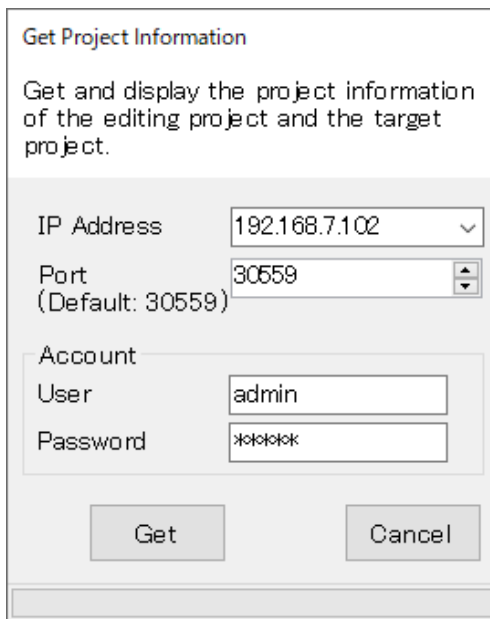 Get Project Information
Get and display the project information
of the editing project and the target
project.
IP Address 192.168.7.102
Port 30559
(Default: 30559)
Account
User admin
Password *****
Get Cancel